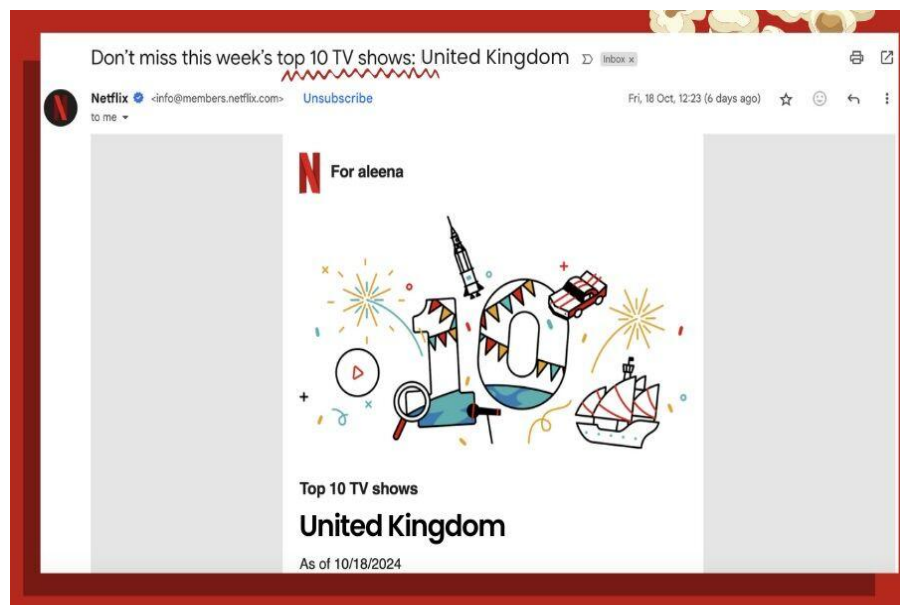 Don't miss this week's top 10 TV shows: United Kingdom Inbox x
Netflix <info@members.netflix.com> Unsubscribe Fri, 18 Oct, 12:23 (6 days ago)
to me
N For aleena
10
Top 10 TV shows
United Kingdom
As of 10/18/2024